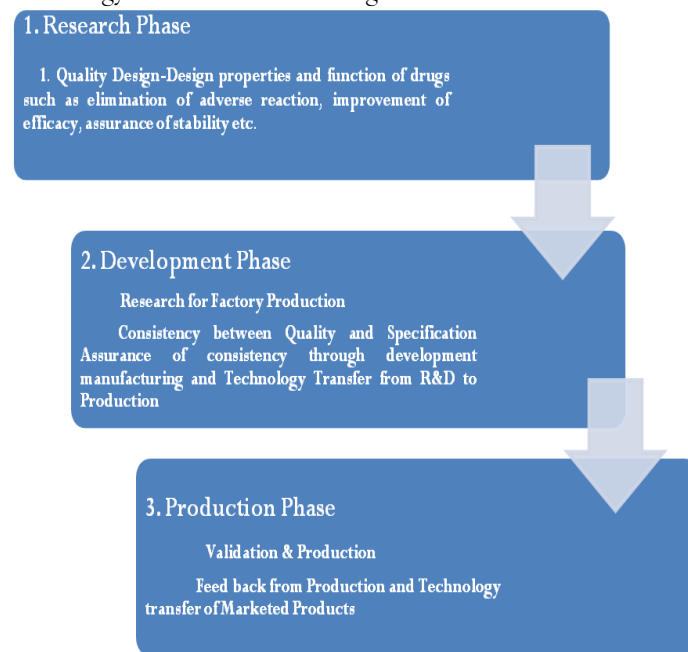 1. Research Phase
1. Quality Design-Design properties and function of drugs
such as elimination of adverse reaction, improvement of
efficacy, assurance of stability etc.
2. Development Phase
Research for Factory Production
Consistency between Quality and Specification
Assurance of consistency through development
manufacturing and Technology Transfer from R&D to
Production
3. Production Phase
Validation & Production
Feed back from Production and Technology
transfer of Marketed Products